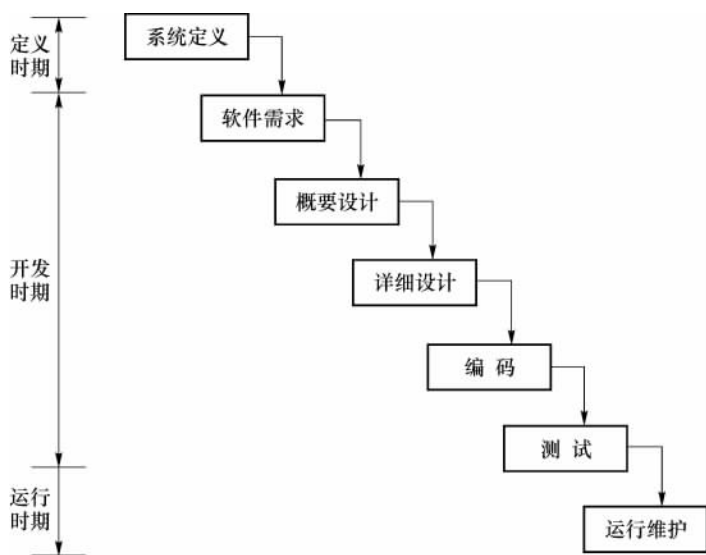 定义
时期
系统定义
软件需求
概要设计
开发
时期
详细设计
编 码
测 试
运行
时期
运行维护